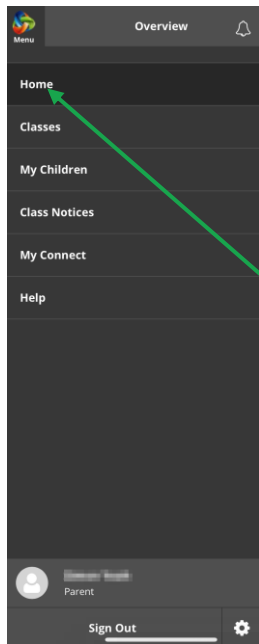 Menu
Overview
Home
Classes
My Children
Class Notices
My Connect
Help
Parent
Sign Out